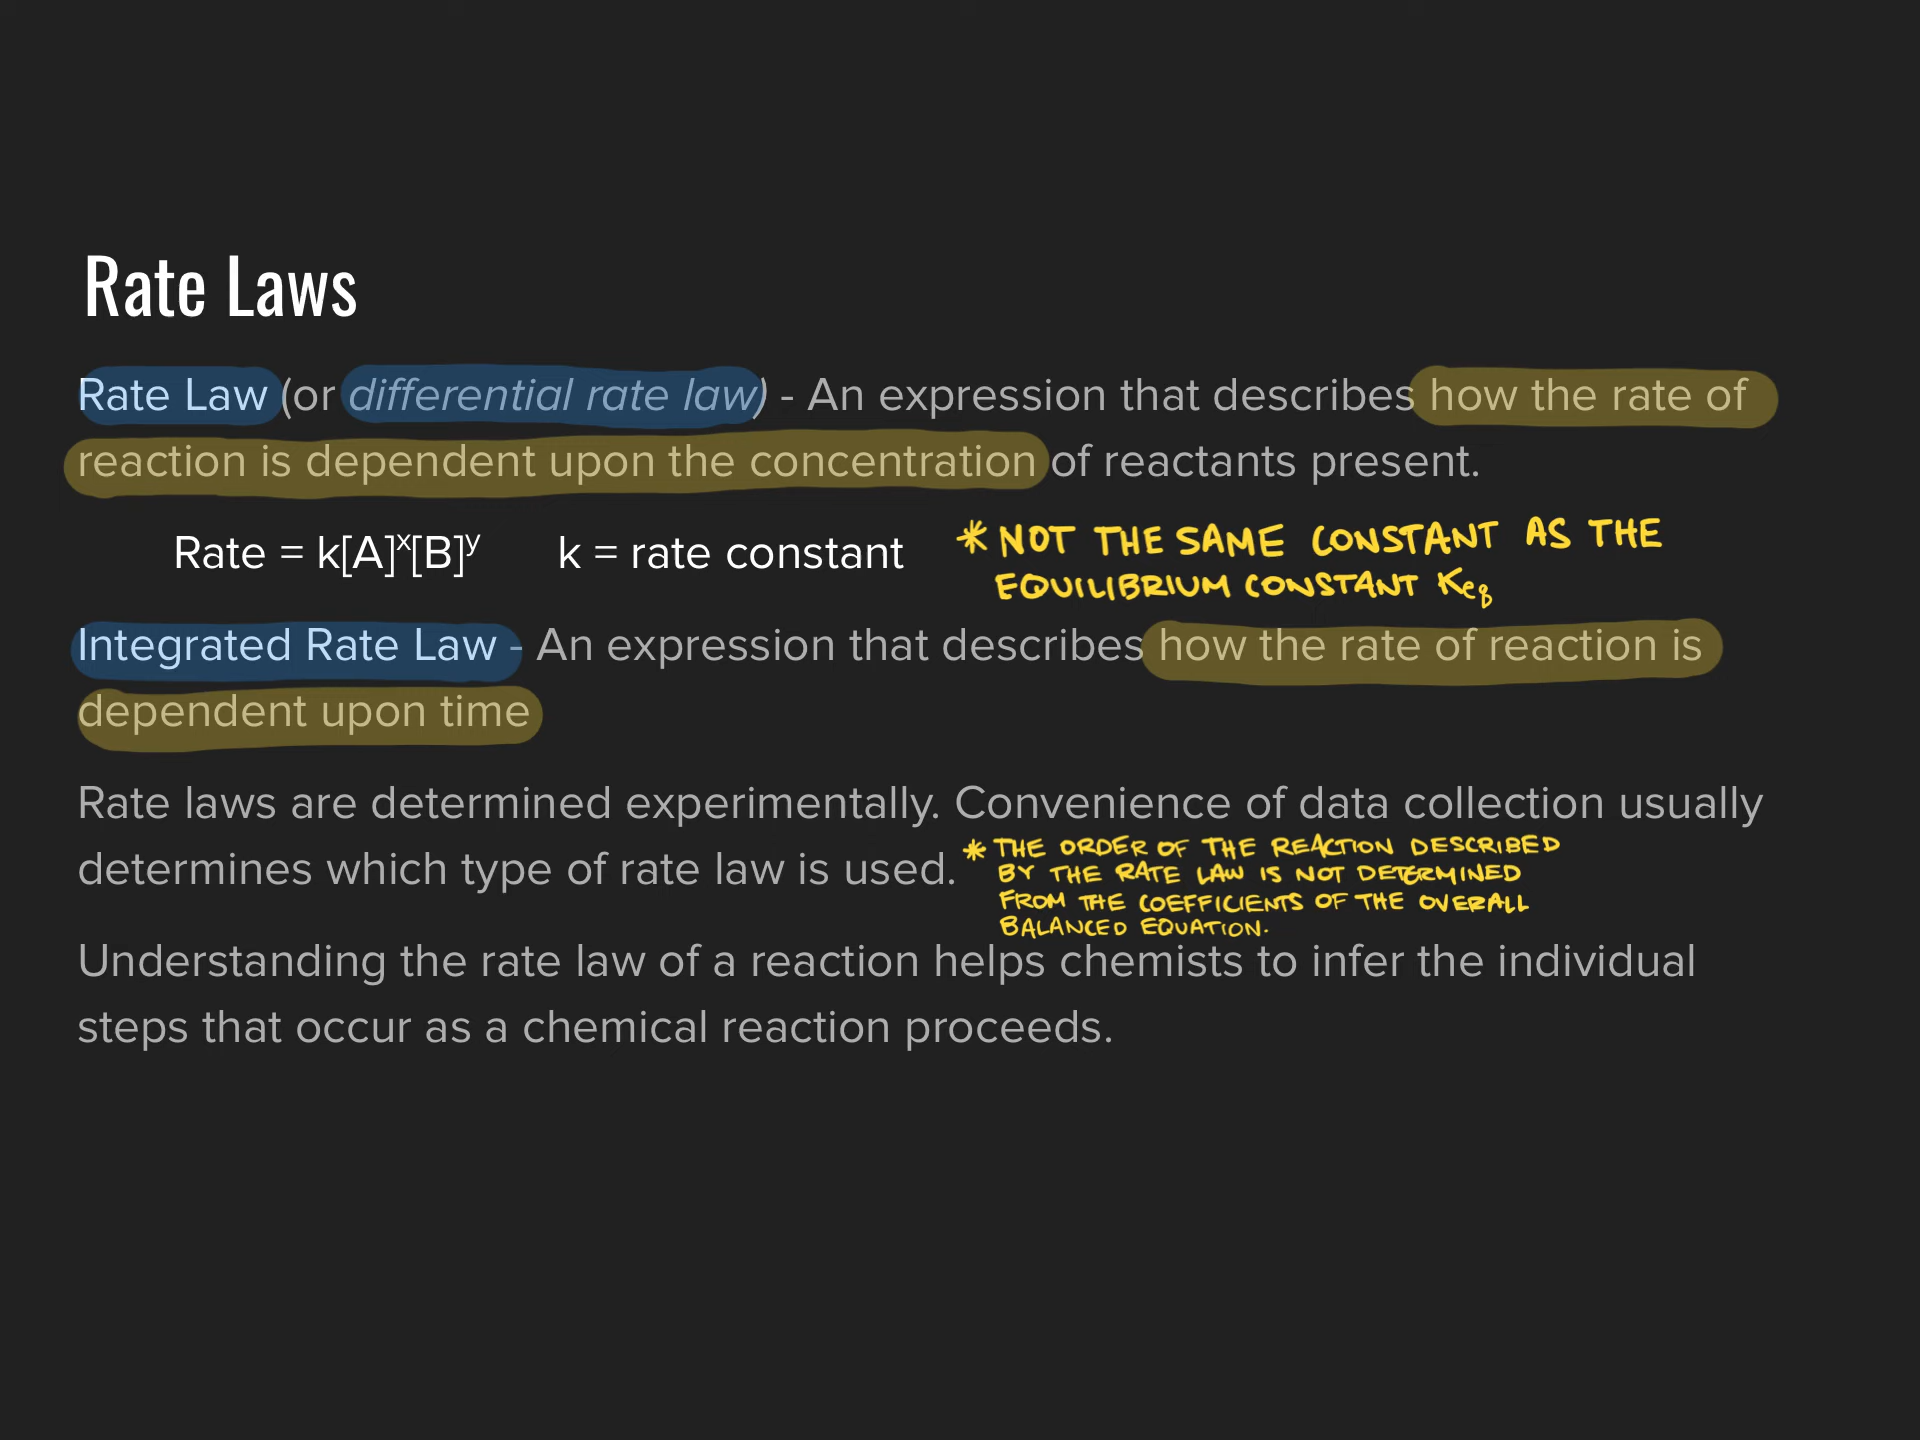 Rate Laws
Rate Law (or differential rate law) - An expression that describes how the rate of
reaction is dependent upon the concentration of reactants present.
Rate = k[A]ˣ[B]ʸ k = rate constant
* NOT THE SAME CONSTANT AS THE
EQUILIBRIUM CONSTANT Keq
Integrated Rate Law - An expression that describes how the rate of reaction is
dependent upon time
Rate laws are determined experimentally. Convenience of data collection usually
determines which type of rate law is used.
* THE ORDER OF THE REACTION DESCRIBED
BY THE RATE LAW IS NOT DETERMINED
FROM THE COEFFICIENTS OF THE OVERALL
BALANCED EQUATION.
Understanding the rate law of a reaction helps chemists to infer the individual
steps that occur as a chemical reaction proceeds.